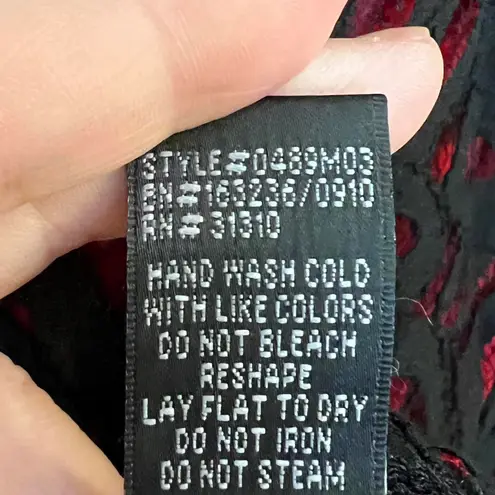 STYLE#0489M03
CN#163236/0910
RN# 31310
HAND WASH COLD
WITH LIKE COLORS
DO NOT BLEACH
RESHAPE
LAY FLAT TO DRY
DO NOT IRON
DO NOT STEAM